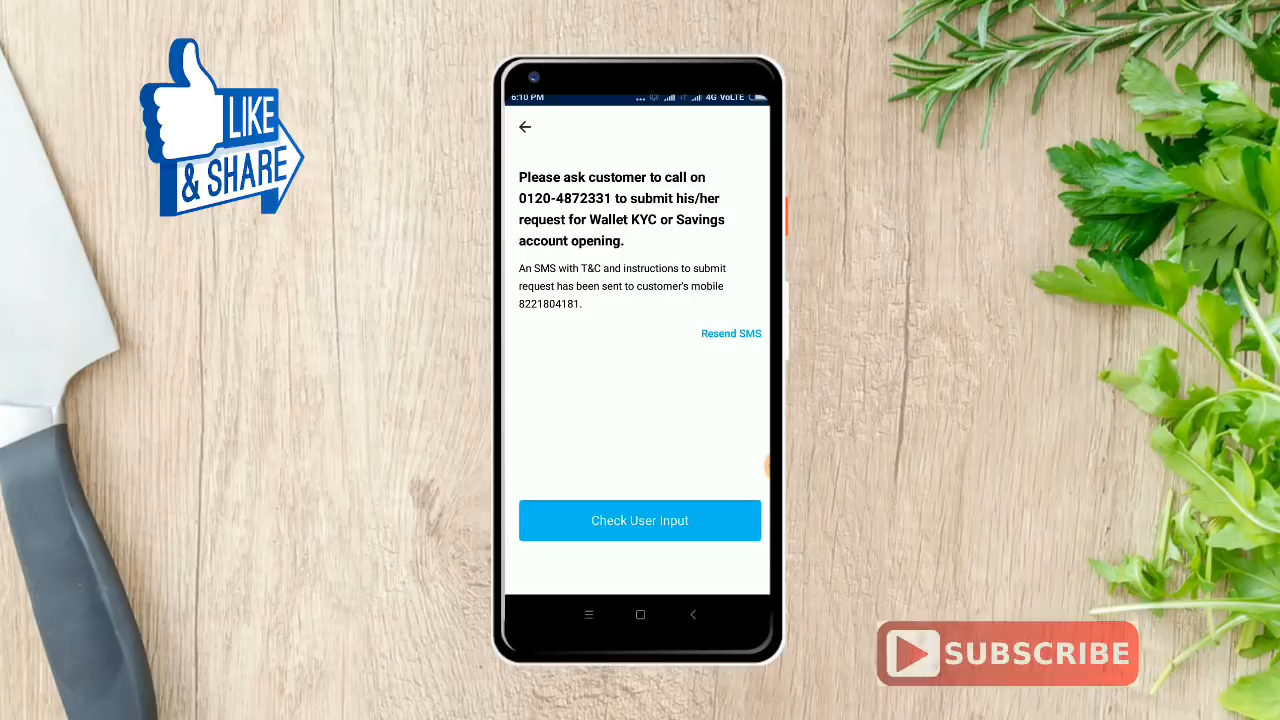 LIKE
& SHARE
6:10 PM
4G VoLTE
Please ask customer to call on
0120-4872331 to submit his/her
request for Wallet KYC or Savings
account opening.
An SMS with T&C and instructions to submit
request has been sent to customer's mobile
8221804181.
Resend SMS
Check User Input
SUBSCRIBE